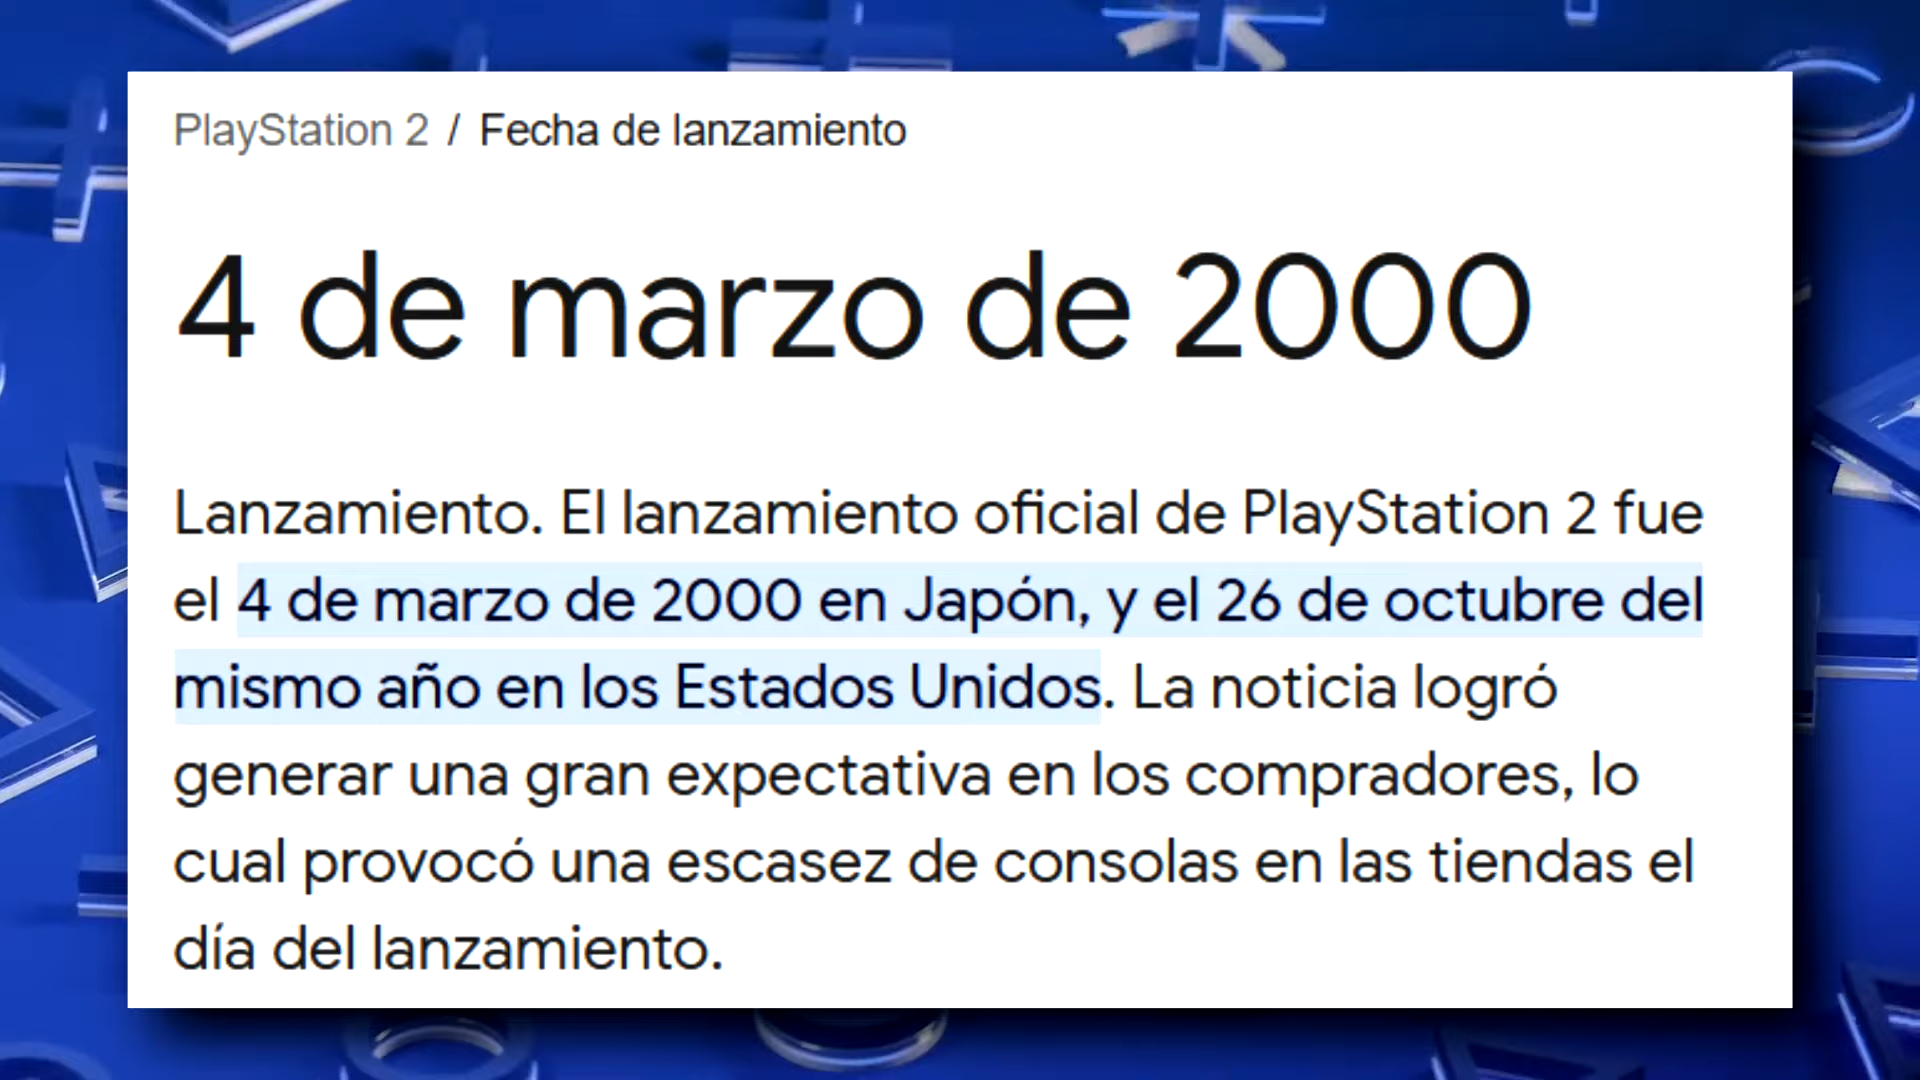 PlayStation 2 / Fecha de lanzamiento
4 de marzo de 2000
Lanzamiento. El lanzamiento oficial de PlayStation 2 fue
el 4 de marzo de 2000 en Japón, y el 26 de octubre del
mismo año en los Estados Unidos. La noticia logró
generar una gran expectativa en los compradores, lo
cual provocó una escasez de consolas en las tiendas el
día del lanzamiento.